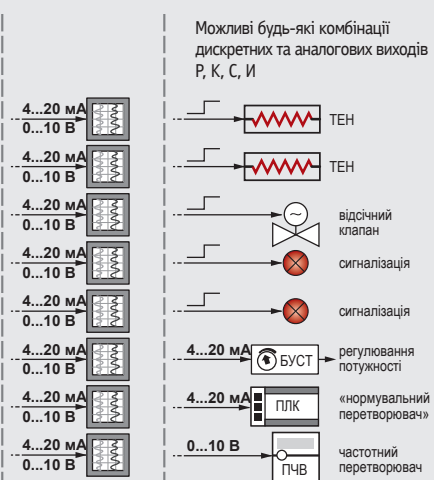 Можливі будь-які комбінації
дискретних та аналогових виходів
Р, К, С, И
4...20 мА
0...10 В
ТЕН
4...20 мА
0...10 В
ТЕН
4...20 мА
0...10 В
~
відсічний
клапан
4...20 мА
0...10 В
сигналізація
4...20 мА
0...10 В
сигналізація
4...20 мА
0...10 В
4...20 мА
БУСТ
регулювання
потужності
4...20 мА
0...10 В
4...20 мА
ПЛК
«нормувальний
перетворювач»
4...20 мА
0...10 В
0...10 В
ПЧВ
частотний
перетворювач